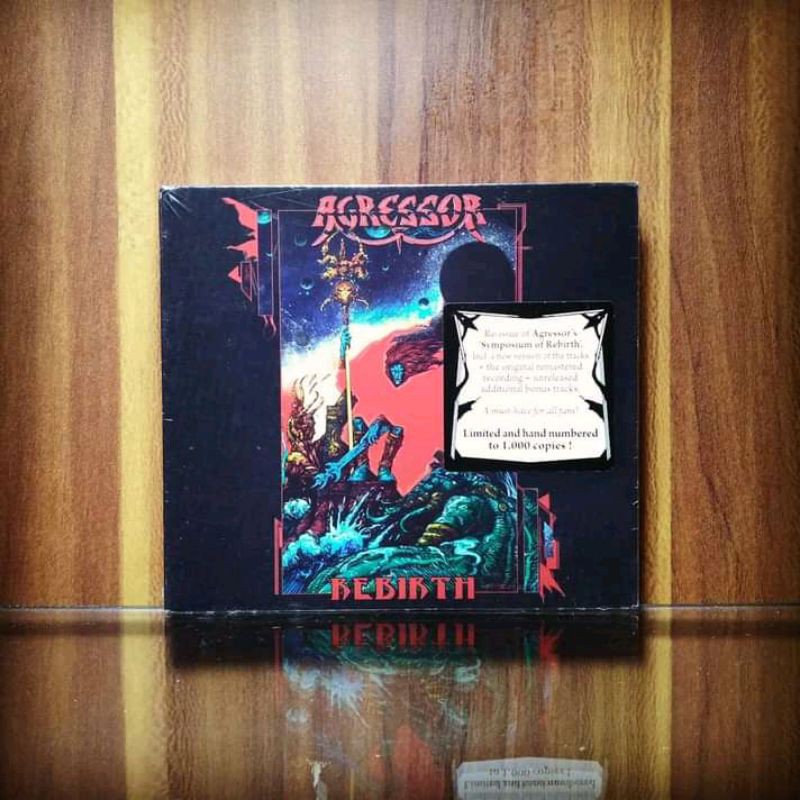 AGRESSOR
Re-issue of Agressor's
'Symposium of Rebirth'.
Incl. a new version of the tracks
+ the original remastered
recording + unreleased
additional bonus tracks.
A must-have for all fans!
Limited and hand numbered
to 1.000 copies !
REBIRTH